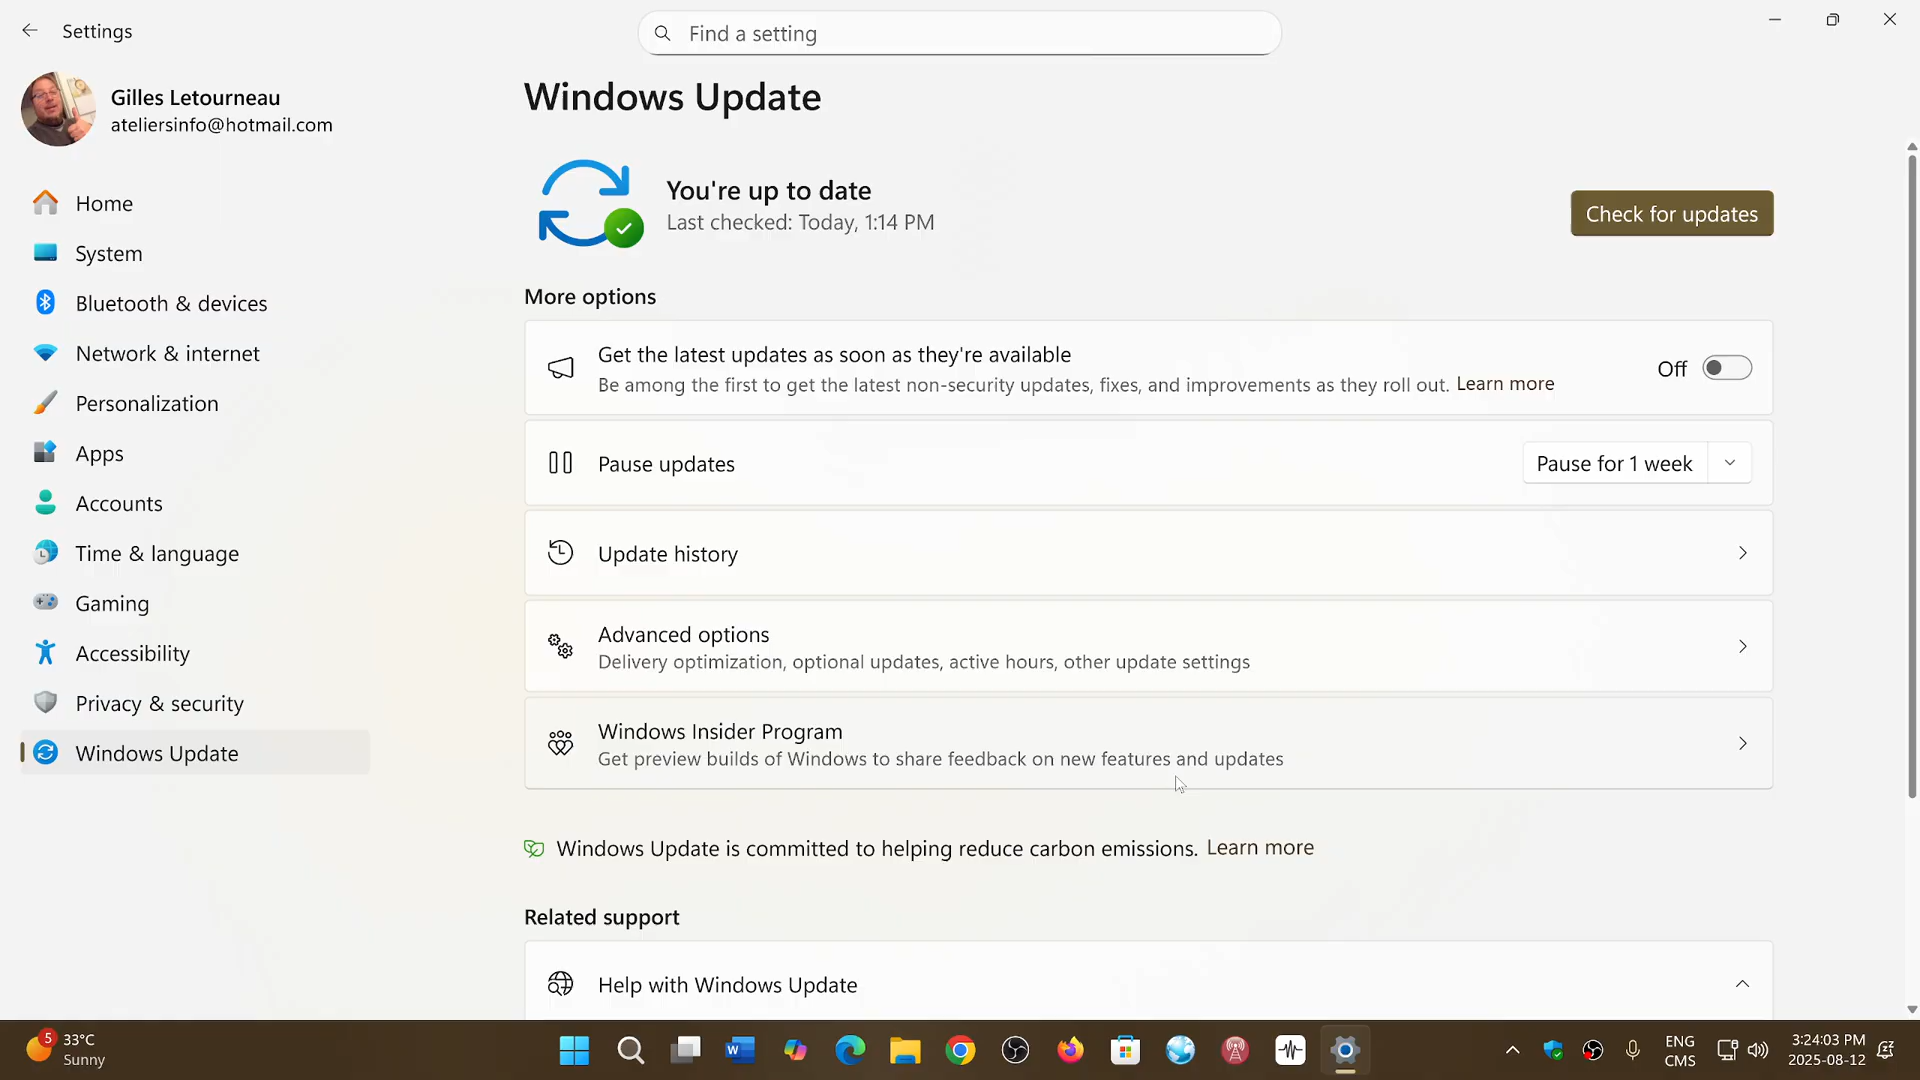 Settings
Find a setting
Gilles Letourneau
ateliersinfo@hotmail.com
Home
System
Bluetooth & devices
Network & internet
Personalization
Apps
Accounts
Time & language
Gaming
Accessibility
Privacy & security
Windows Update
Windows Update
You're up to date
Last checked: Today, 1:14 PM
Check for updates
More options
Get the latest updates as soon as they're available
Be among the first to get the latest non-security updates, fixes, and improvements as they roll out. Learn more
Off
Pause updates
Pause for 1 week
Update history
Advanced options
Delivery optimization, optional updates, active hours, other update settings
Windows Insider Program
Get preview builds of Windows to share feedback on new features and updates
Windows Update is committed to helping reduce carbon emissions. Learn more
Related support
Help with Windows Update
5
33°C
Sunny
W
ENG
CMS
3:24:03 PM
2025-08-12